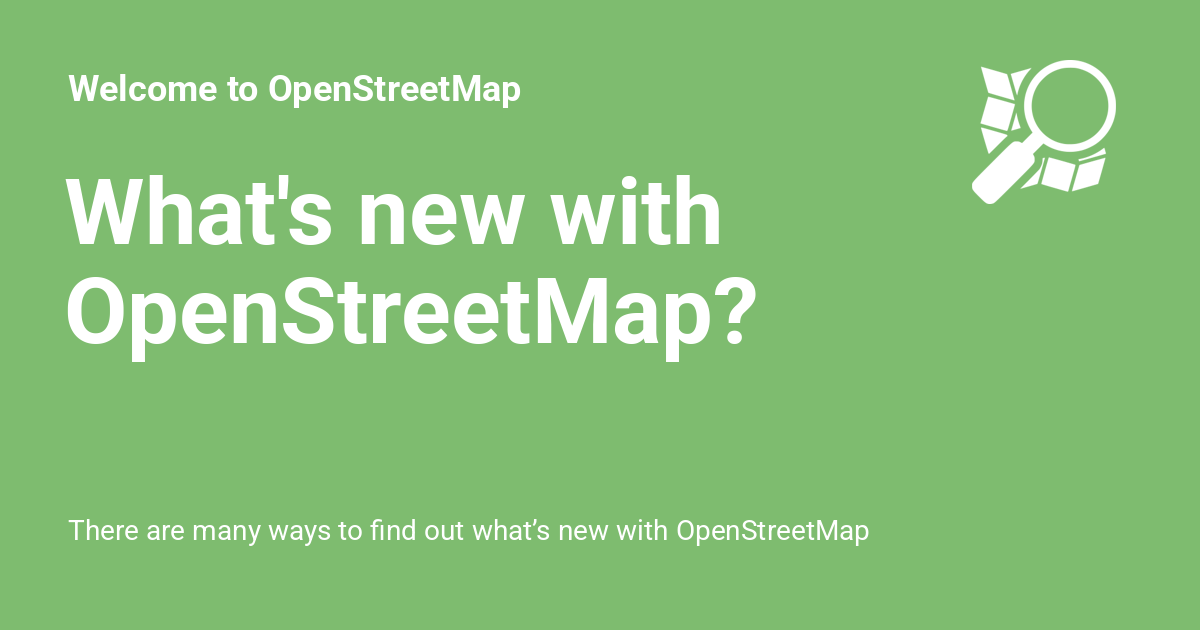 Welcome to OpenStreetMap
What's new with
OpenStreetMap?
There are many ways to find out what’s new with OpenStreetMap